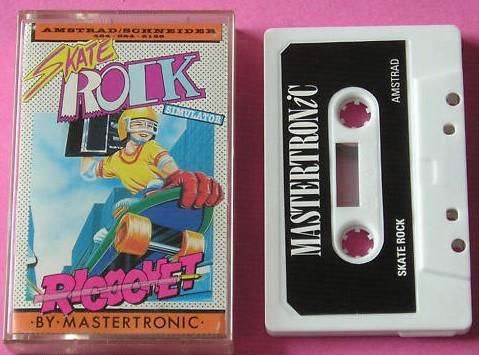 AMSTRAD/SCHNEIDER
464·664·6128
SKATE
ROCK
SIMULATOR
RICOCHET
·BY·MASTERTRONIC·
MASTERTRONiC
SKATE ROCK
AMSTRAD